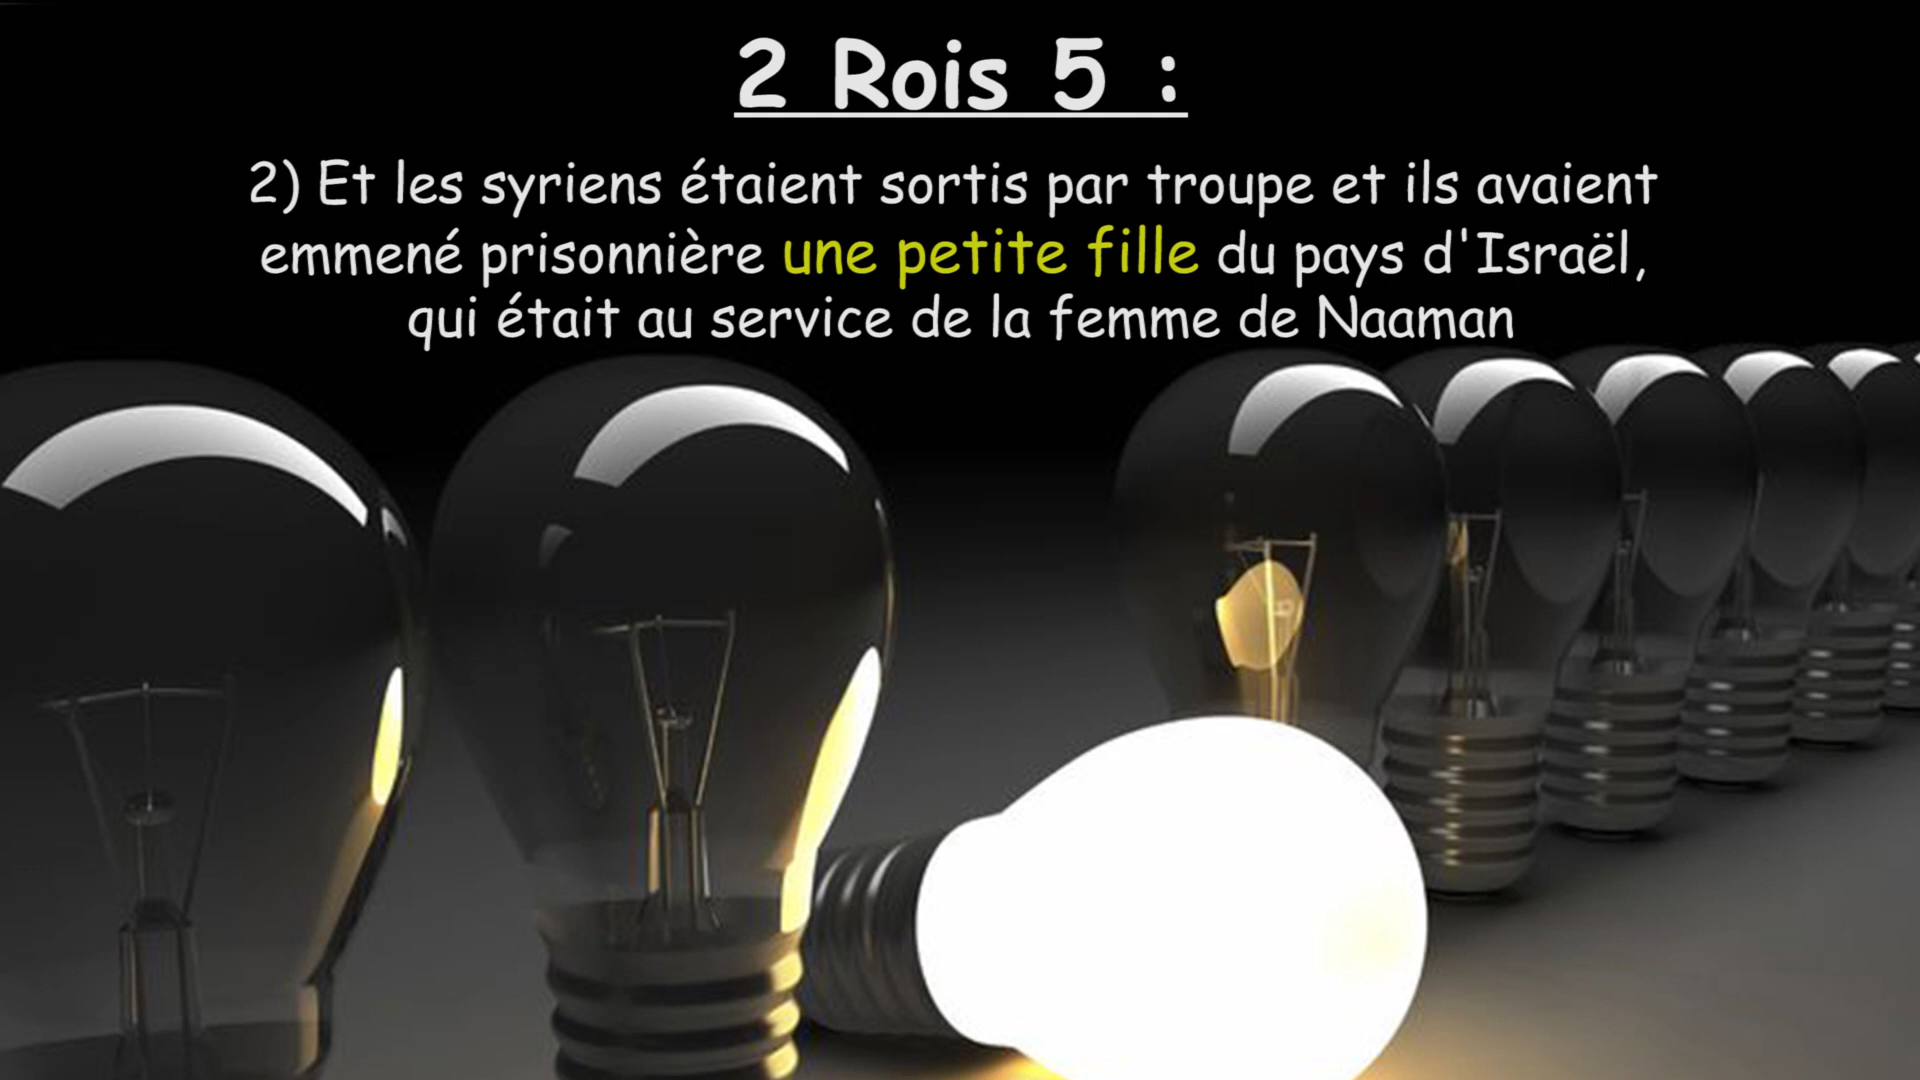 2 Rois 5 :
2) Et les syriens étaient sortis par troupe et ils avaient
emmené prisonnière une petite fille du pays d'Israël,
qui était au service de la femme de Naaman